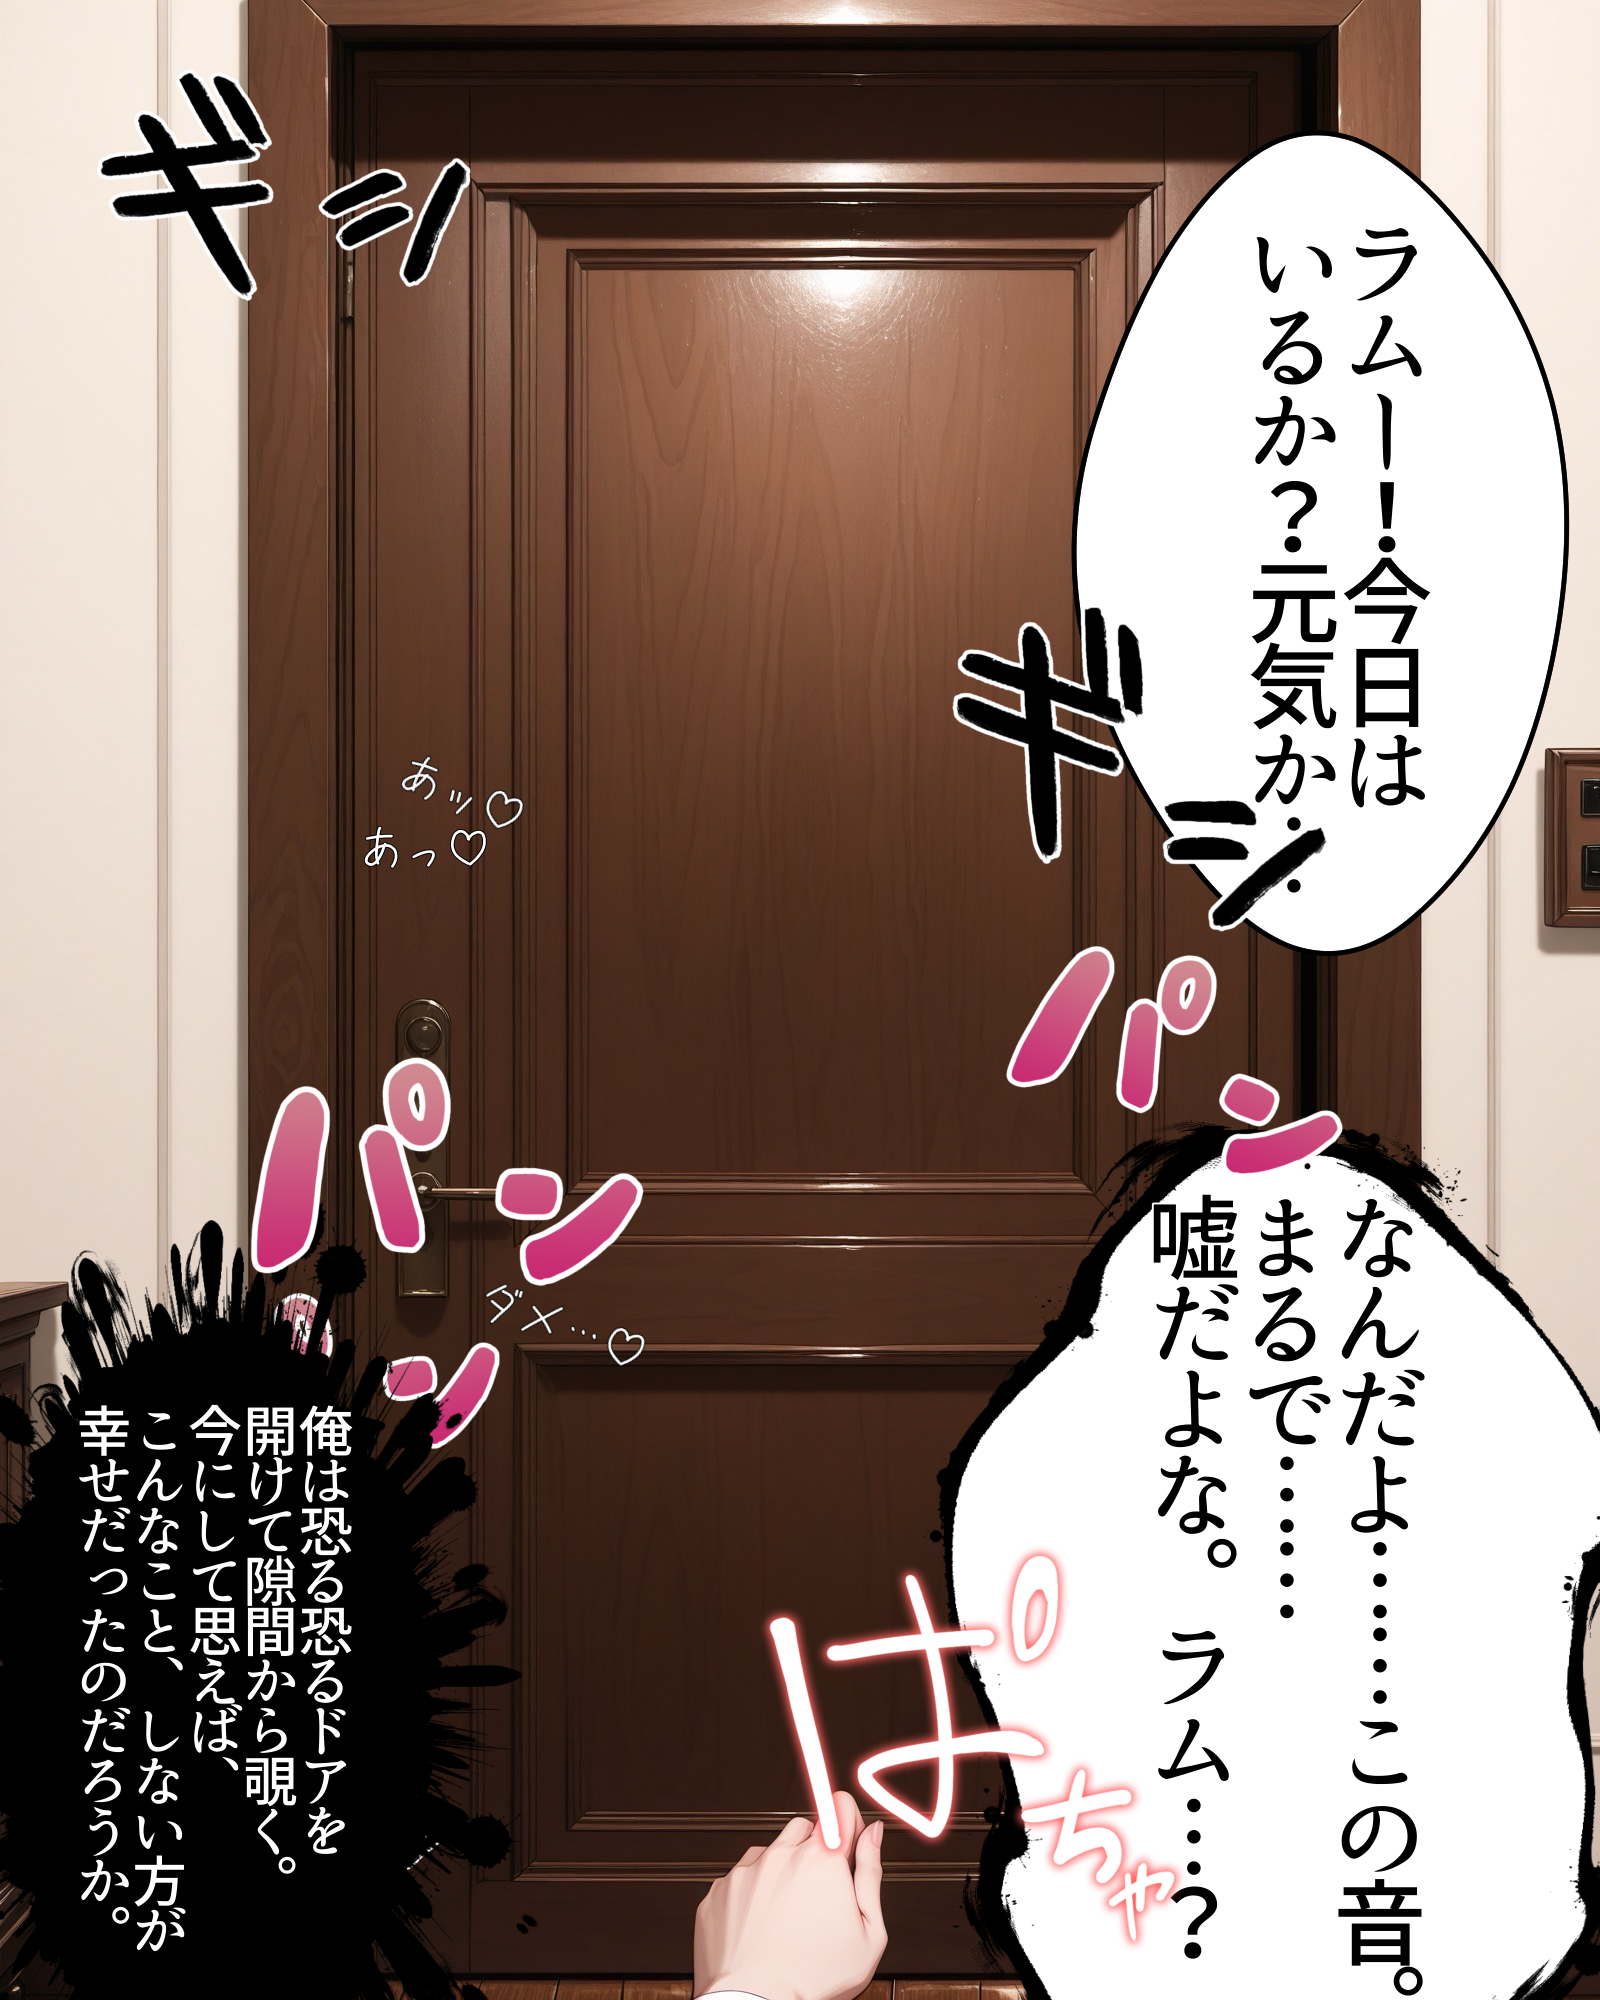 ラムー！今日は
いるか？元気か‥
ギシ
ギシ
あッ♡
あっ♡
パン
パン
ダメ…♡
パン
なんだよ………この音。
まるで………
嘘だよな。　ラム……？
ぱちゃ
俺は恐る恐るドアを
開けて隙間から覗く。
今にして思えば、
こんなこと、しない方が
幸せだったのだろうか。